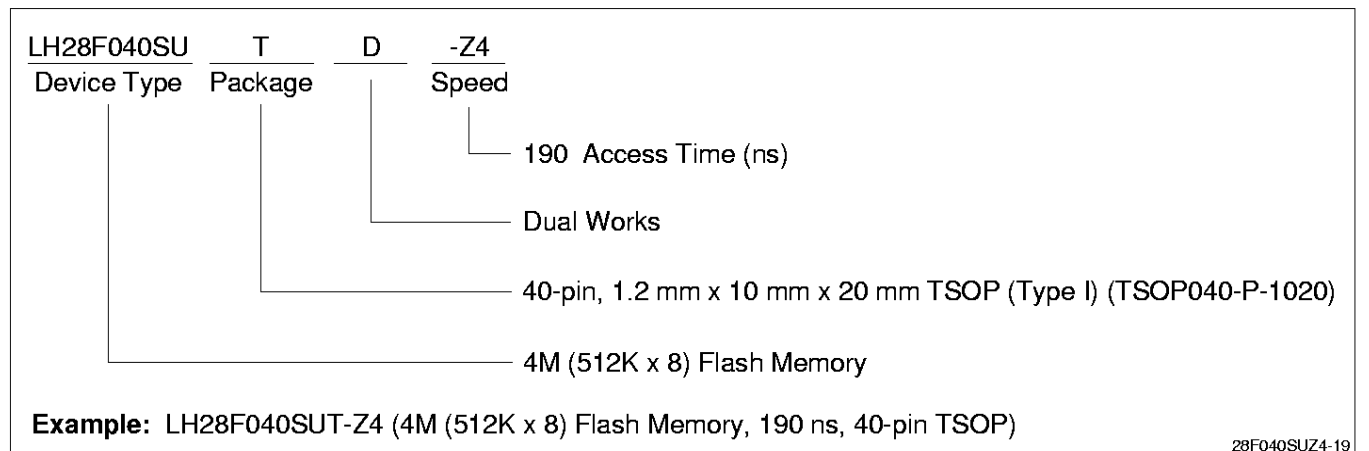 LH28F040SU T D -Z4
Device Type Package Speed
190 Access Time (ns)
Dual Works
40-pin, 1.2 mm x 10 mm x 20 mm TSOP (Type I) (TSOP040-P-1020)
4M (512K x 8) Flash Memory
Example: LH28F040SUT-Z4 (4M (512K x 8) Flash Memory, 190 ns, 40-pin TSOP)
28F040SUZ4-19